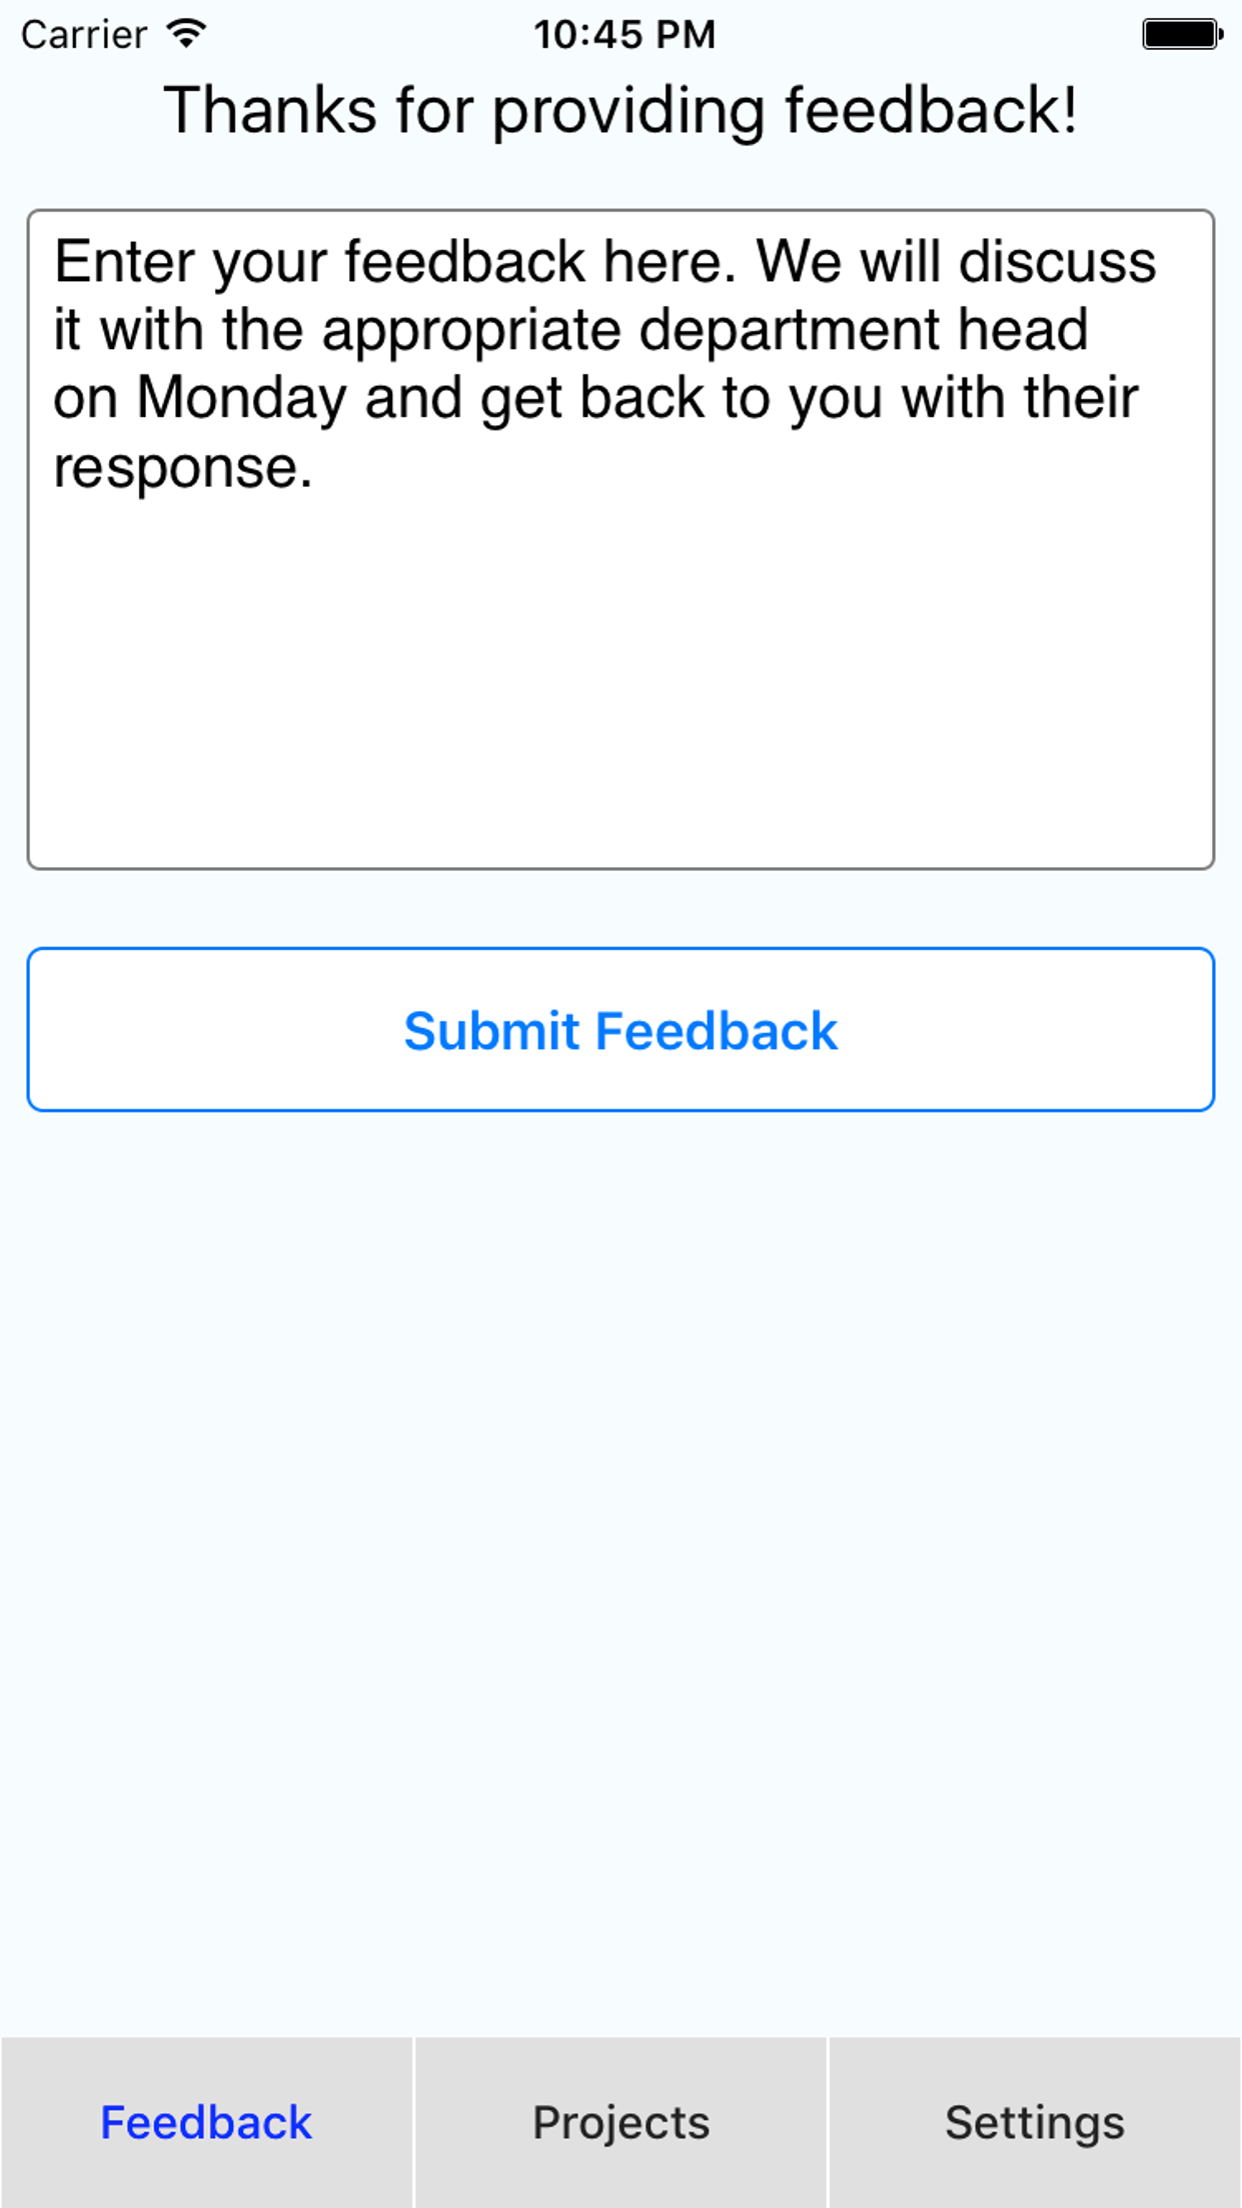 Carrier 10:45 PM
Thanks for providing feedback!
Enter your feedback here. We will discuss
it with the appropriate department head
on Monday and get back to you with their
response.
Submit Feedback
Feedback Projects Settings